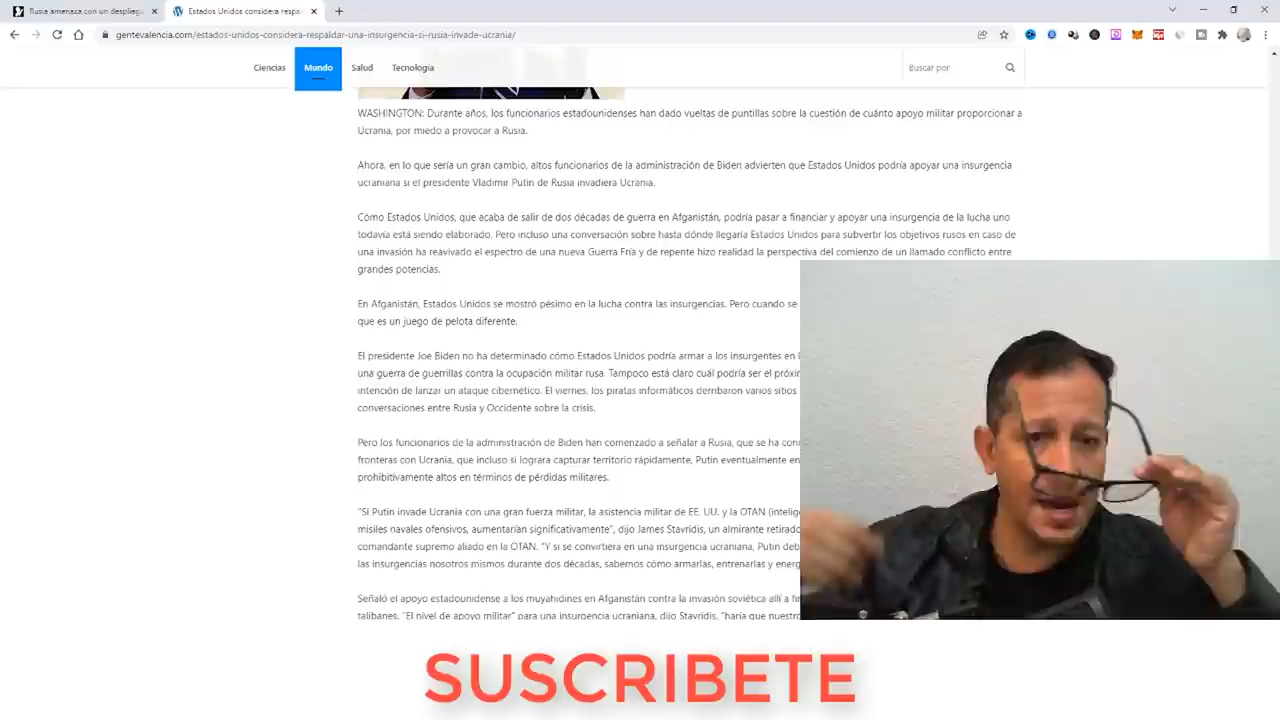 Rusia amenaza con un desplieg
Estados Unidos considera respa
gentevalencia.com/estados-unidos-considera-respaldar-una-insurgencia-si-rusia-invade-ucrania/
Ciencias Mundo Salud Tecnología Buscar por
WASHINGTON: Durante años, los funcionarios estadounidenses han dado vueltas de puntillas sobre la cuestión de cuánto apoyo militar proporcionar a
Ucrania, por miedo a provocar a Rusia.
Ahora, en lo que sería un gran cambio, altos funcionarios de la administración de Biden advierten que Estados Unidos podría apoyar una insurgencia
ucraniana si el presidente Vladimir Putin de Rusia invadiera Ucrania.
Cómo Estados Unidos, que acaba de salir de dos décadas de guerra en Afganistán, podría pasar a financiar y apoyar una insurgencia de la lucha uno
todavía está siendo elaborado. Pero incluso una conversación sobre hasta dónde llegaría Estados Unidos para subvertir los objetivos rusos en caso de
una invasión ha reavivado el espectro de una nueva Guerra Fría y de repente hizo realidad la perspectiva del comienzo de un llamado conflicto entre
grandes potencias.
En Afganistán, Estados Unidos se mostró pésimo en la lucha contra las insurgencias. Pero cuando se
que es un juego de pelota diferente.
El presidente Joe Biden no ha determinado cómo Estados Unidos podría armar a los insurgentes en
una guerra de guerrillas contra la ocupación militar rusa. Tampoco está claro cuál podría ser el próxi
intención de lanzar un ataque cibernético. El viernes, los piratas informáticos derribaron varios sitios
conversaciones entre Rusia y Occidente sobre la crisis.
Pero los funcionarios de la administración de Biden han comenzado a señalar a Rusia, que se ha con
fronteras con Ucrania, que incluso si lograra capturar territorio rápidamente, Putin eventualmente en
prohibitivamente altos en términos de pérdidas militares.
"Si Putin invade Ucrania con una gran fuerza militar, la asistencia militar de EE. UU. y la OTAN (intelig
misiles navales ofensivos, aumentarían significativamente", dijo James Stavridis, un almirante retirado
comandante supremo aliado en la OTAN. "Y si se convirtiera en una insurgencia ucraniana, Putin deb
las insurgencias nosotros mismos durante dos décadas, sabemos cómo armarlas, entrenarlas y energ
Señaló el apoyo estadounidense a los muyahidines en Afganistán contra la invasión soviética allí a fi
talibanes. "El nivel de apoyo militar" para una insurgencia ucraniana, dijo Stavridis, "haría que nuestro
SUSCRIBETE